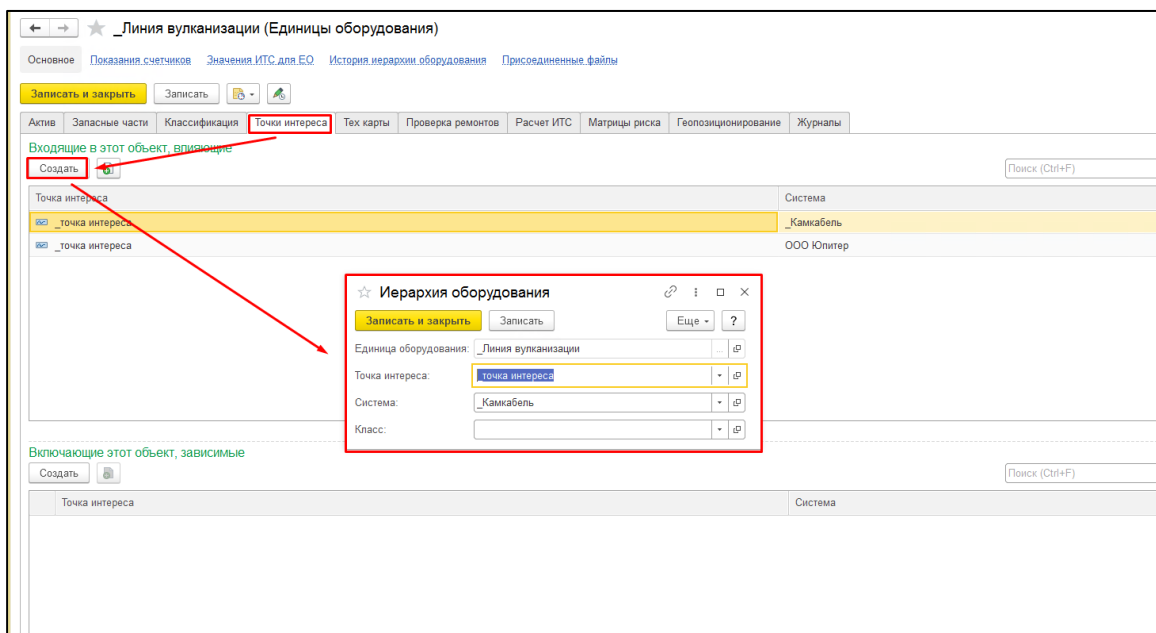 _Линия вулканизации (Единицы оборудования)
Основное Показания счетчиков Значения ИТС для ЕО История иерархии оборудования Присоединенные файлы
Записать и закрыть Записать
Актив Запасные части Классификация Точки интереса Тех карты Проверка ремонтов Расчет ИТС Матрицы риска Геопозиционирование Журналы
Входящие в этот объект, влияющие
Создать Поиск (Ctrl+F)
Точка интереса Система
_точка интереса _Камкабель
_точка интереса ООО Юпитер
Иерархия оборудования
Записать и закрыть Записать Еще ?
Единица оборудования: _Линия вулканизации ...
Точка интереса: _точка интереса
Система: _Камкабель
Класс:
Включающие этот объект, зависимые
Создать Поиск (Ctrl+F)
Точка интереса Система